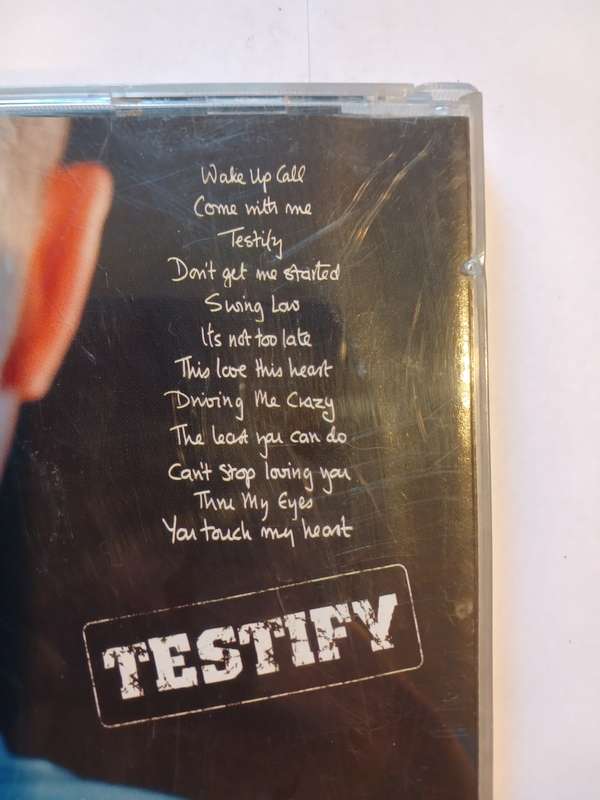 Wake Up Call
Come with me
Testify
Don't get me started
Swing Low
It's not too late
This love this heart
Driving Me Crazy
The least you can do
Can't stop loving you
Thru My Eyes
You touch my heart
TESTIFY